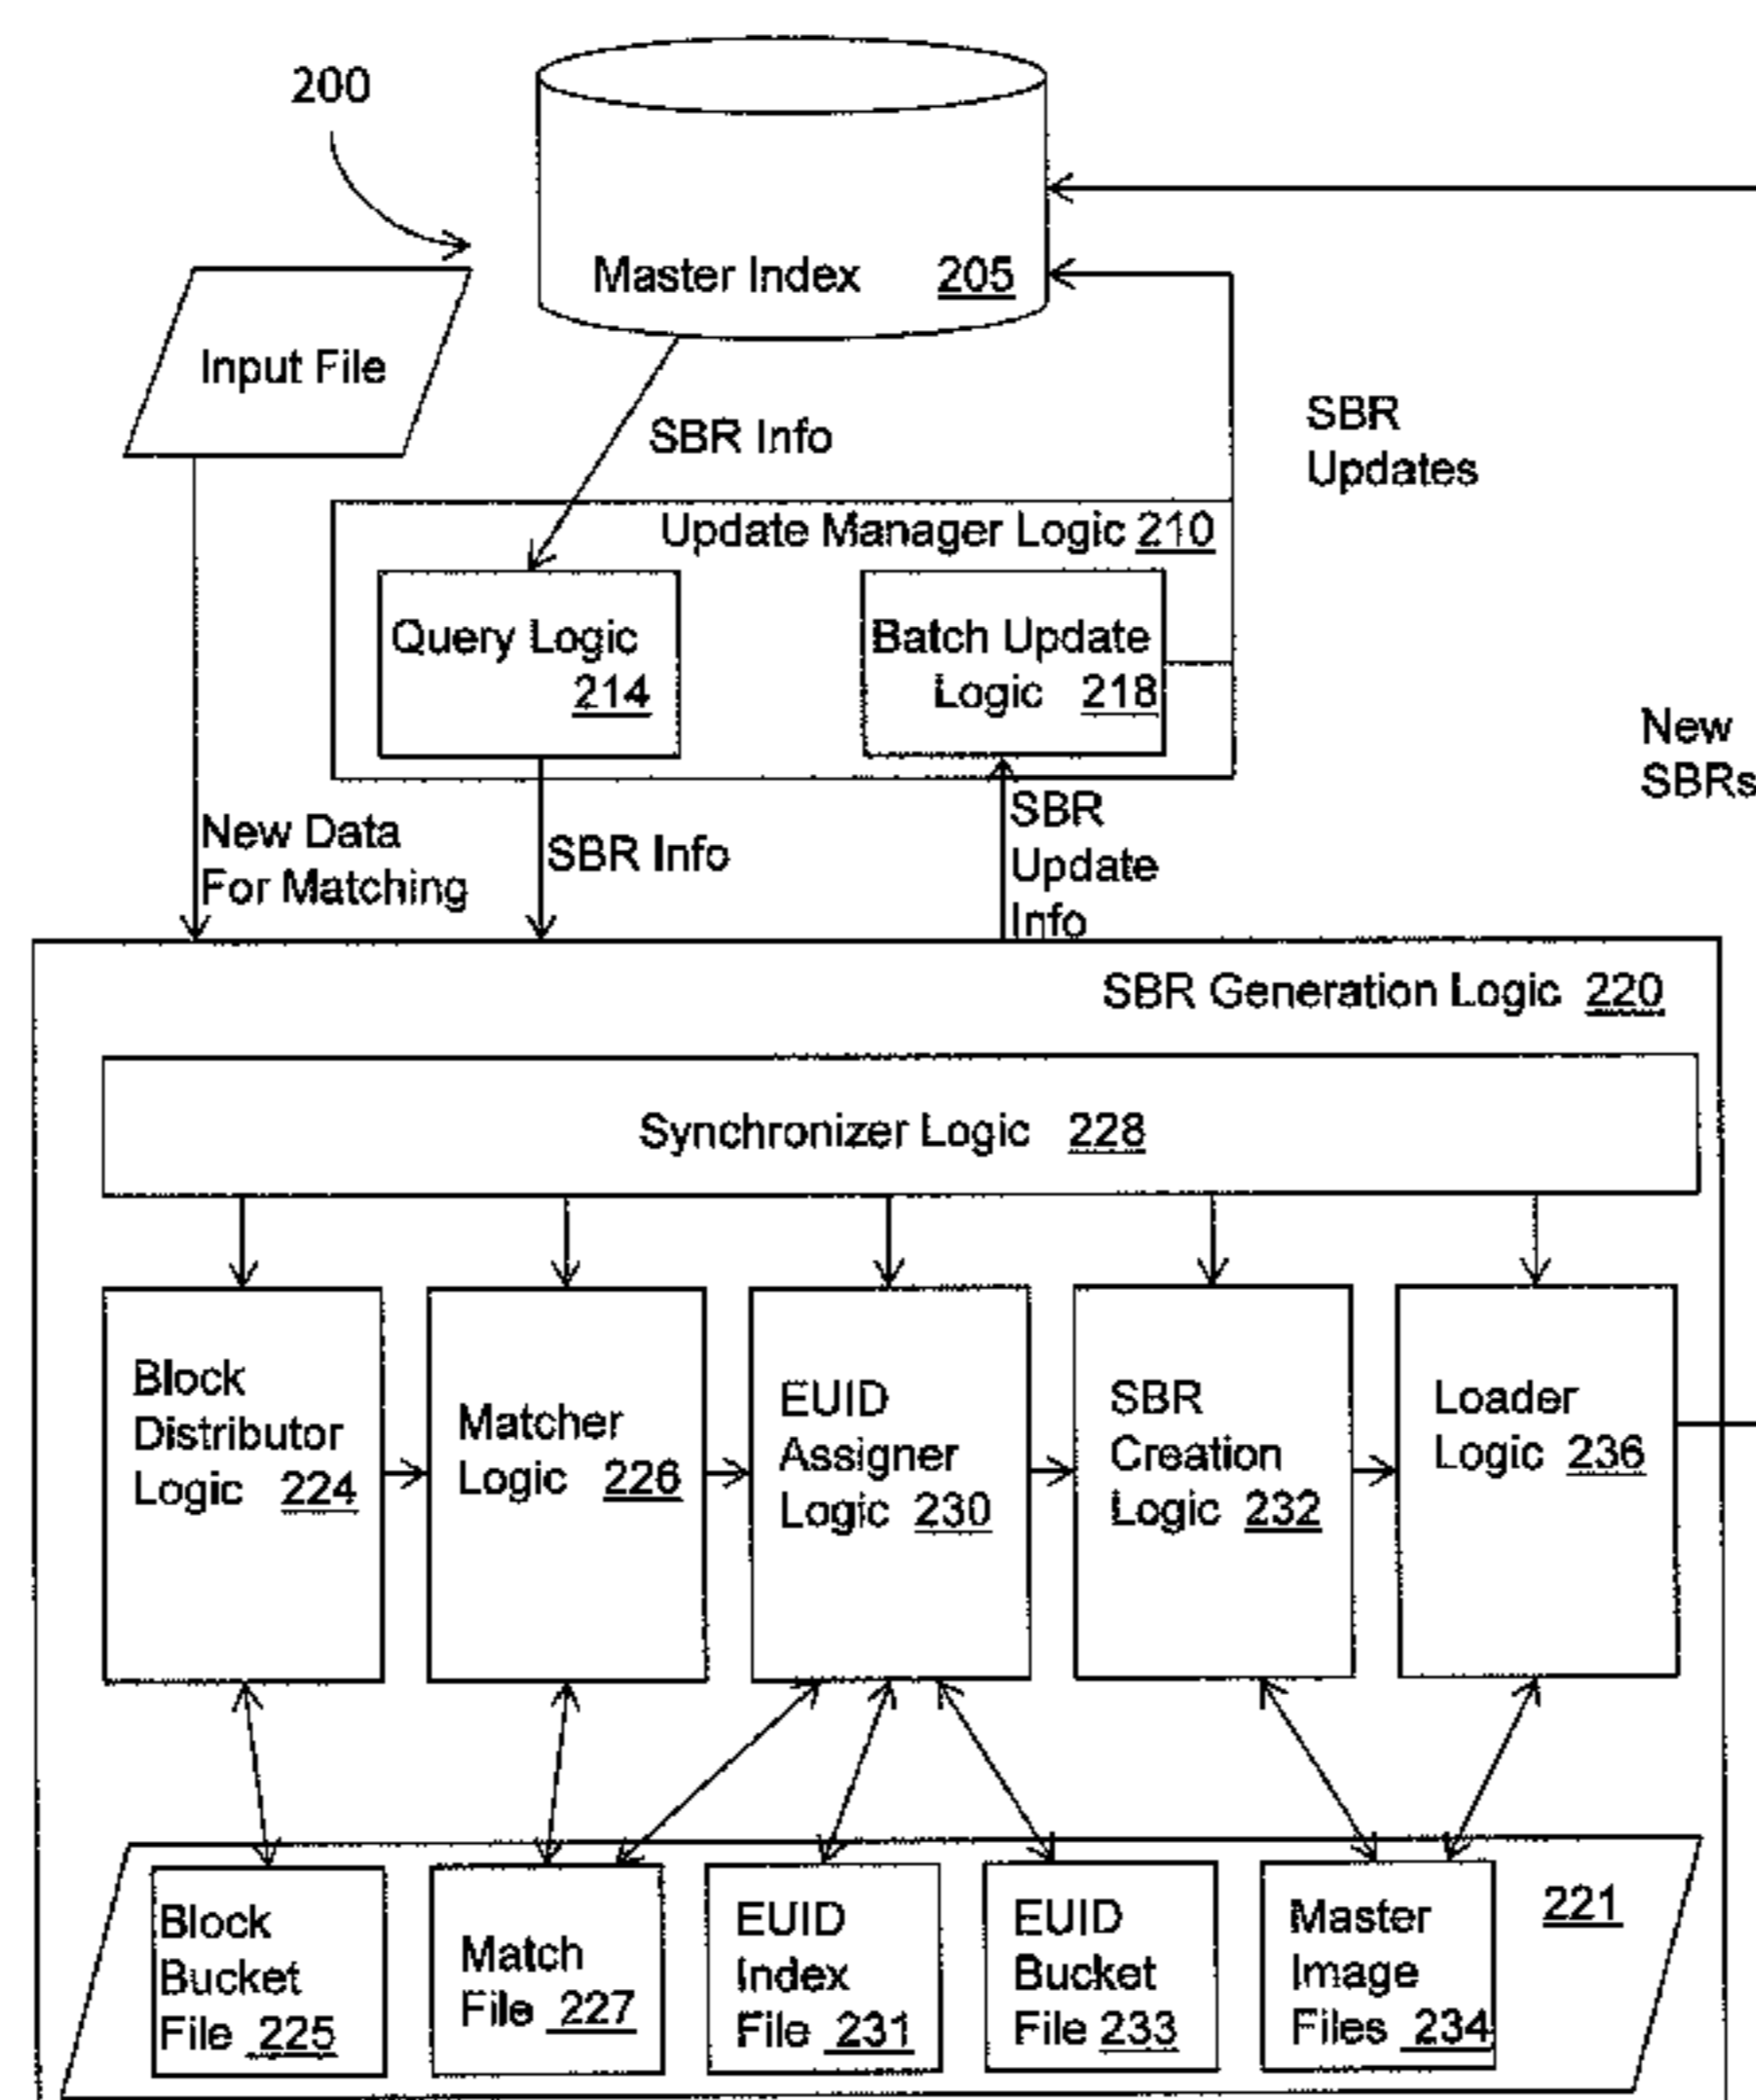 200
Master Index 205
Input File
SBR Info
SBR
Updates
Update Manager Logic 210
Query Logic
214
Batch Update
Logic 218
New
SBRs
New Data
For Matching
SBR Info
SBR
Update
Info
SBR Generation Logic 220
Synchronizer Logic 228
Block
Distributor
Logic 224
Matcher
Logic 226
EUID
Assigner
Logic 230
SBR
Creation
Logic 232
Loader
Logic 236
Block
Bucket
File 225
Match
File 227
EUID
Index
File 231
EUID
Bucket
File 233
Master
Image
Files 234
221